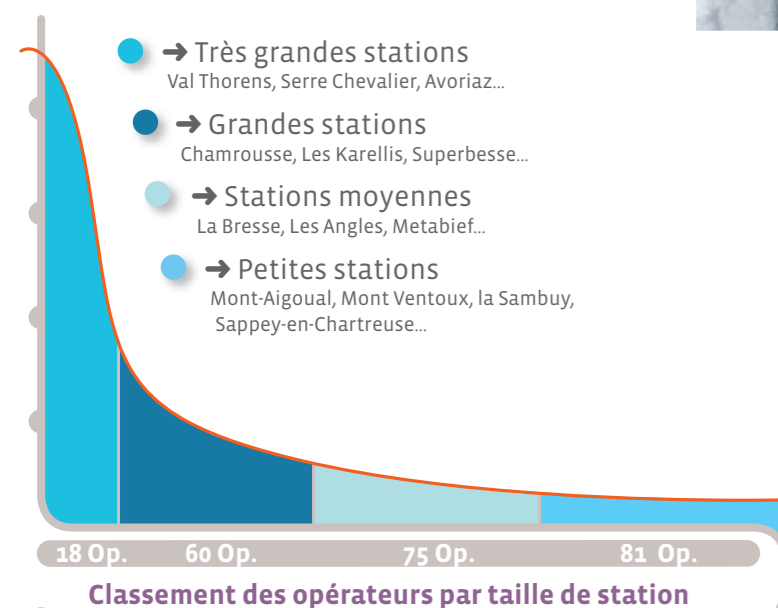 ➜ Très grandes stations
Val Thorens, Serre Chevalier, Avoriaz...
➜ Grandes stations
Chamrousse, Les Karellis, Superbesse...
➜ Stations moyennes
La Bresse, Les Angles, Metabief...
➜ Petites stations
Mont-Aigoual, Mont Ventoux, la Sambuy,
Sappey-en-Chartreuse...
18 Op. 60 Op. 75 Op. 81 Op.
Classement des opérateurs par taille de station